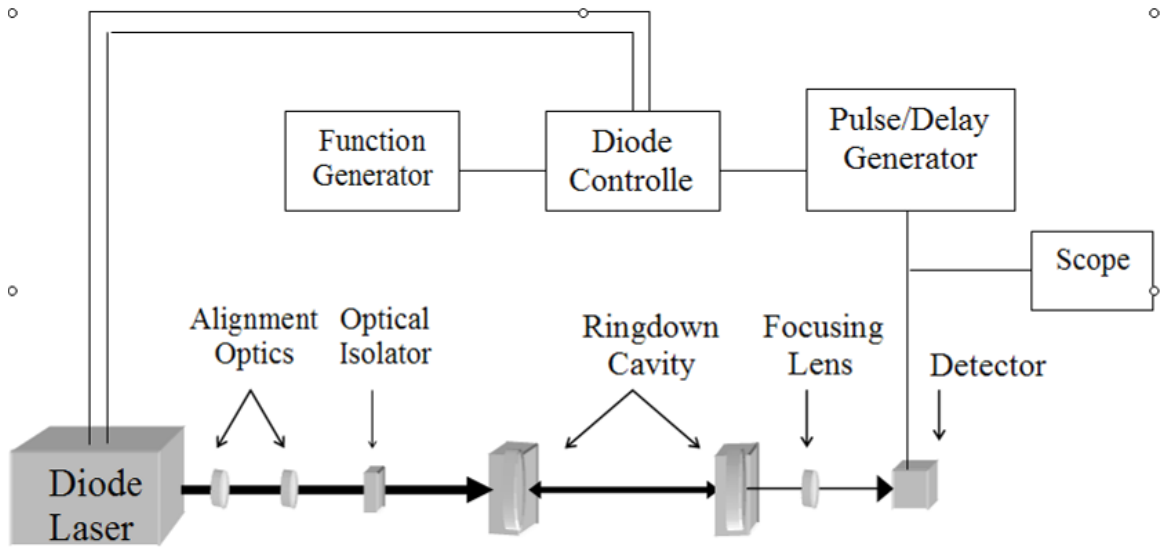 Function
Generator
Diode
Controlle
Pulse/Delay
Generator
Scope
Alignment
Optics
Optical
Isolator
Ringdown
Cavity
Focusing
Lens
Detector
Diode
Laser